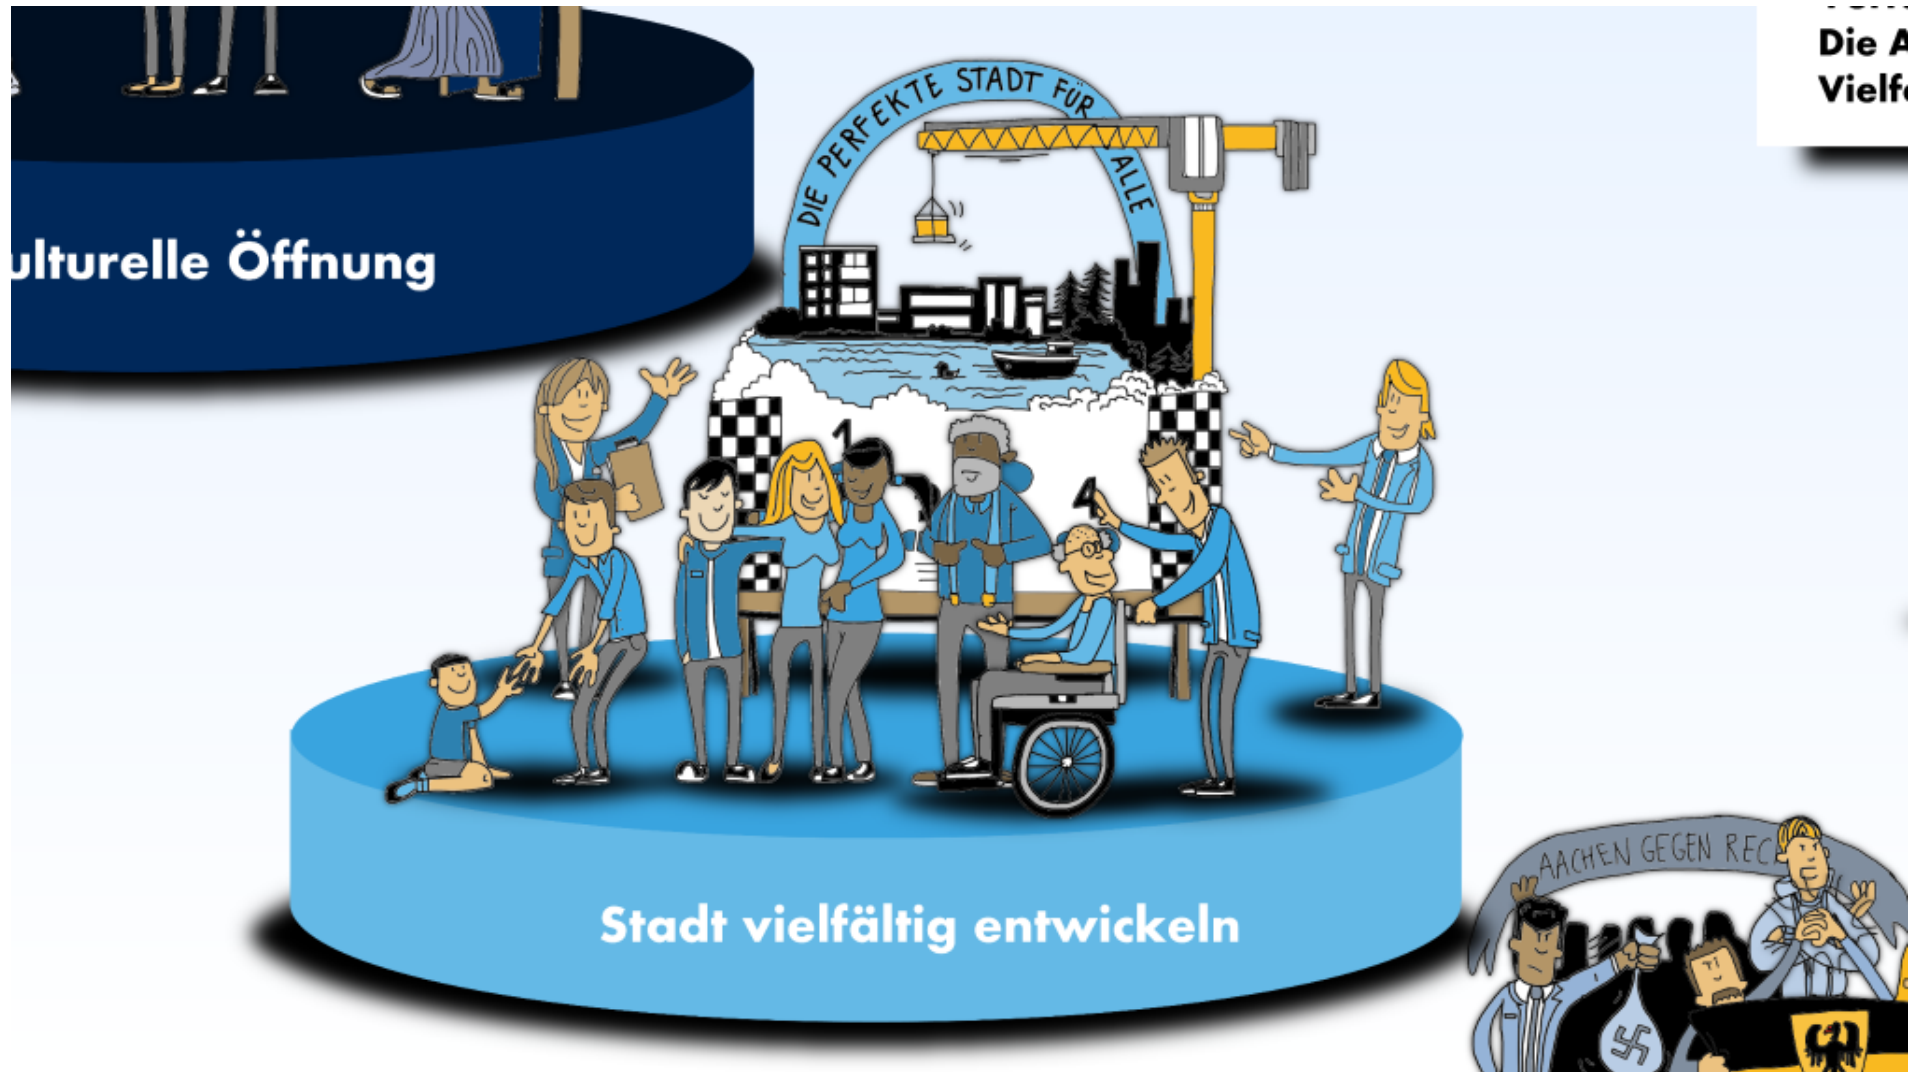 Die A
Vielf
DIE PERFEKTE STADT FÜR ALLE
ulturelle Öffnung
1
4
Stadt vielfältig entwickeln
AACHEN GEGEN REC